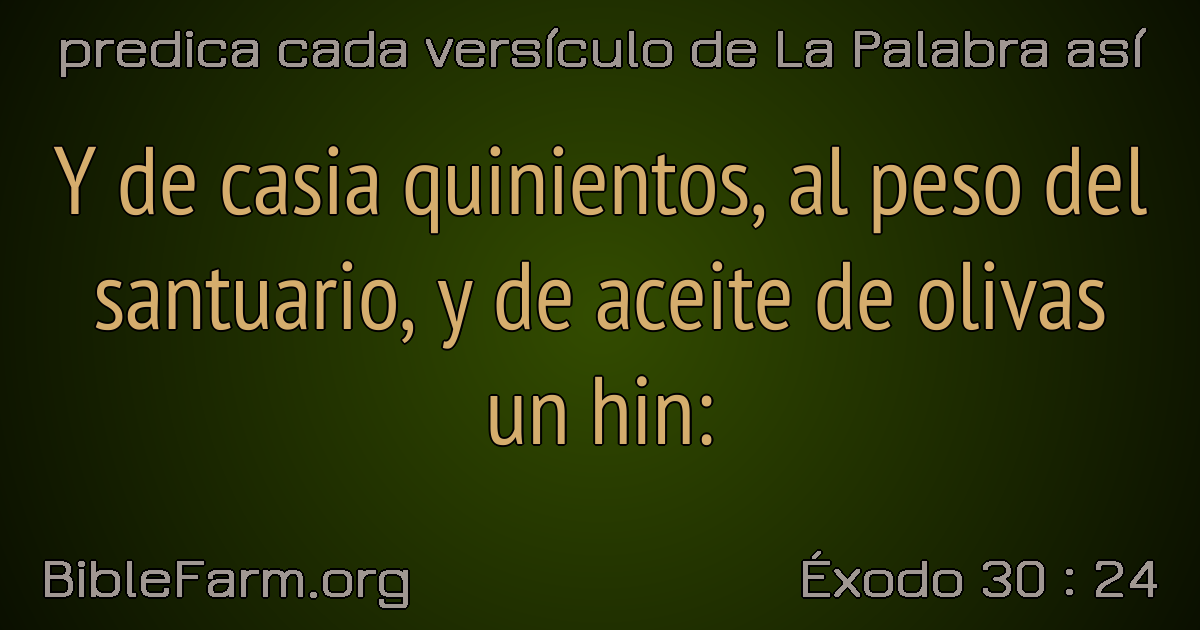 predica cada versículo de La Palabra así
Y de casia quinientos, al peso del
santuario, y de aceite de olivas
un hin:
BibleFarm.org
Éxodo 30 : 24